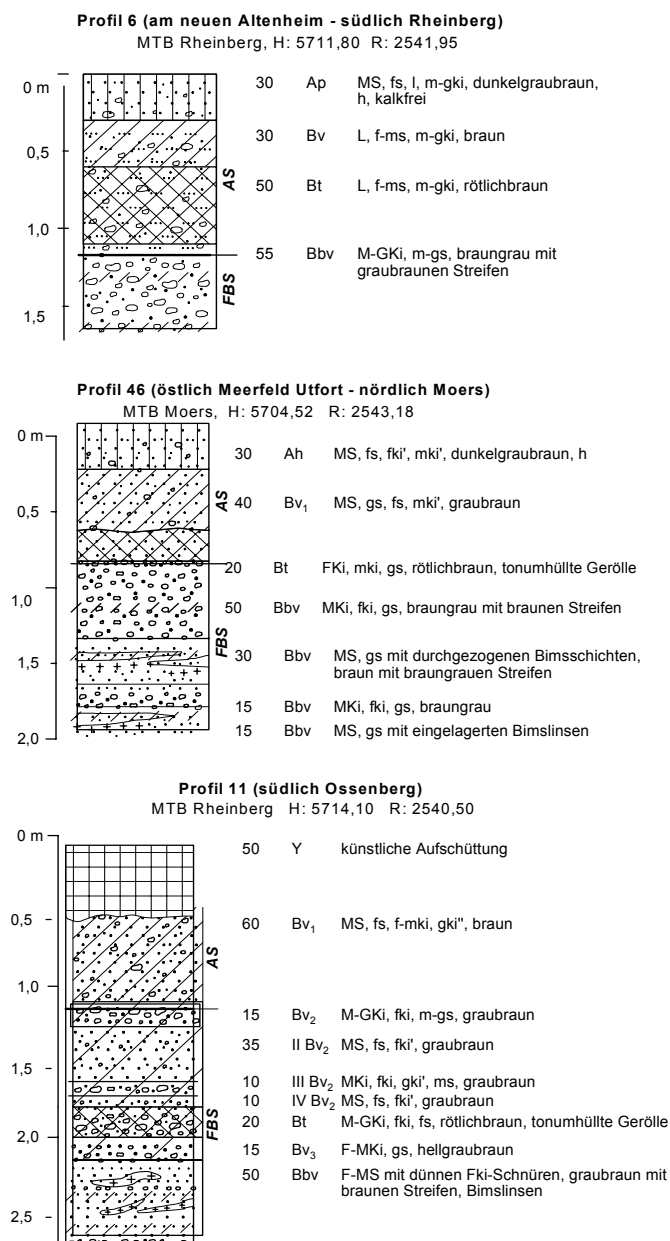 Profil 6 (am neuen Altenheim - südlich Rheinberg)
MTB Rheinberg, H: 5711,80 R: 2541,95
0 m
0,5
1,0
1,5
AS
FBS
30 Ap MS, fs, l, m-gki, dunkelgraubraun,
h, kalkfrei
30 Bv L, f-ms, m-gki, braun
50 Bt L, f-ms, m-gki, rötlichbraun
55 Bbv M-GKi, m-gs, braungrau mit
graubraunen Streifen
Profil 46 (östlich Meerfeld Utfort - nördlich Moers)
MTB Moers, H: 5704,52 R: 2543,18
0 m
0,5
1,0
1,5
2,0
AS
FBS
30 Ah MS, fs, fki', mki', dunkelgraubraun, h
40 Bv1 MS, gs, fs, mki', graubraun
20 Bt FKi, mki, gs, rötlichbraun, tonumhüllte Gerölle
50 Bbv MKi, fki, gs, braungrau mit braunen Streifen
30 Bbv MS, gs mit durchgezogenen Bimsschichten,
braun mit braungrauen Streifen
15 Bbv MKi, fki, gs, braungrau
15 Bbv MS, gs mit eingelagerten Bimslinsen
Profil 11 (südlich Ossenberg)
MTB Rheinberg H: 5714,10 R: 2540,50
0 m
0,5
1,0
1,5
2,0
2,5
AS
FBS
50 Y künstliche Aufschüttung
60 Bv1 MS, fs, f-mki, gki'', braun
15 Bv2 M-GKi, fki, m-gs, graubraun
35 II Bv2 MS, fs, fki', graubraun
10 III Bv2 MKi, fki, gki', ms, graubraun
10 IV Bv2 MS, fs, fki', graubraun
20 Bt M-GKi, fki, fs, rötlichbraun, tonumhüllte Gerölle
15 Bv3 F-MKi, gs, hellgraubraun
50 Bbv F-MS mit dünnen Fki-Schnüren, graubraun mit
braunen Streifen, Bimslinsen